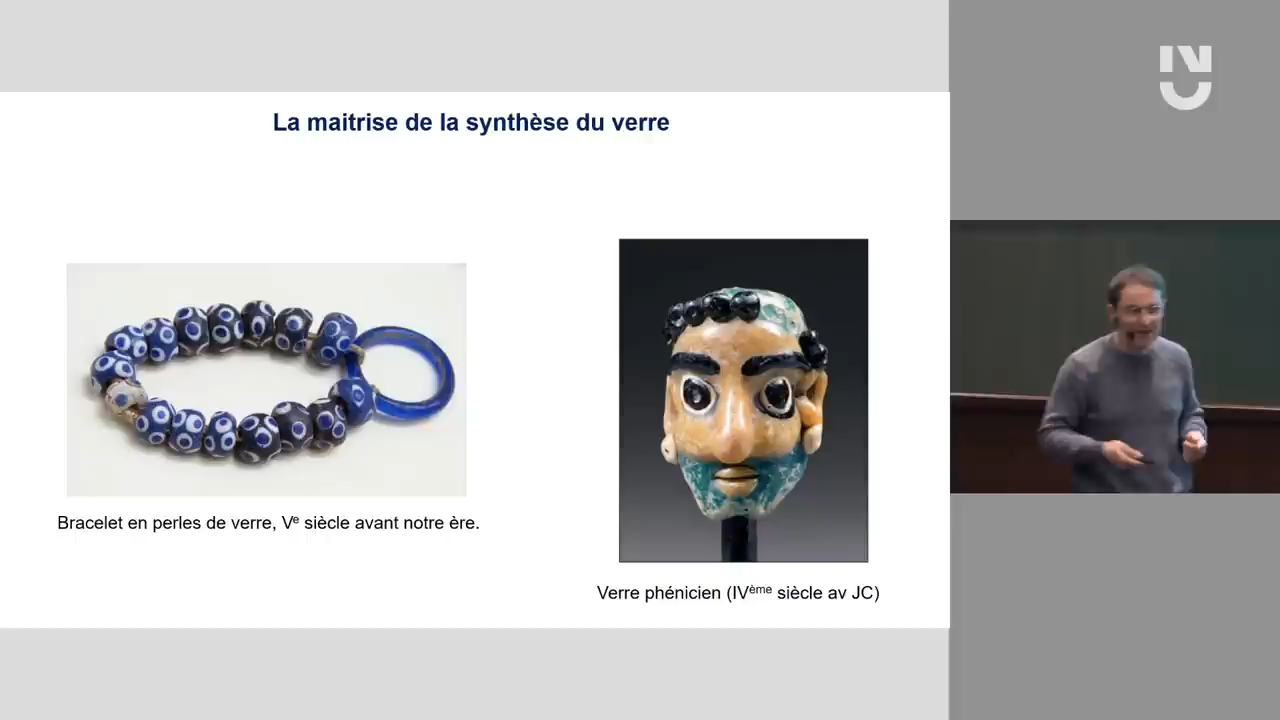 La maitrise de la synthèse du verre
Bracelet en perles de verre, Ve siècle avant notre ère.
Verre phénicien (IVème siècle av JC)